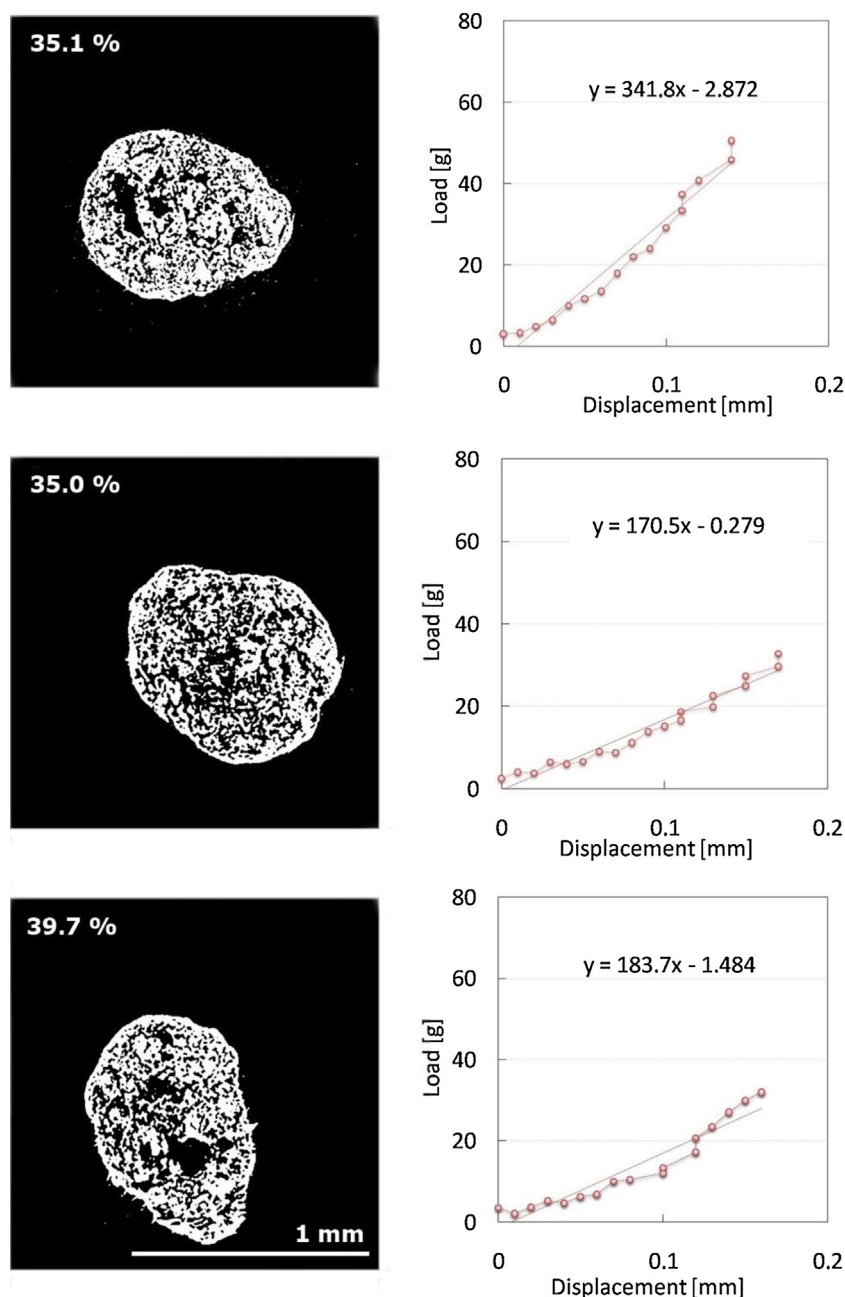 35.1 %
80
60
40
20
0
Load [g]
y = 341.8x - 2.872
0 0.1 0.2
Displacement [mm]
35.0 %
80
60
40
20
0
Load [g]
y = 170.5x - 0.279
0 0.1 0.2
Displacement [mm]
39.7 %
1 mm
80
60
40
20
0
Load [g]
y = 183.7x - 1.484
0 0.1 0.2
Displacement [mm]